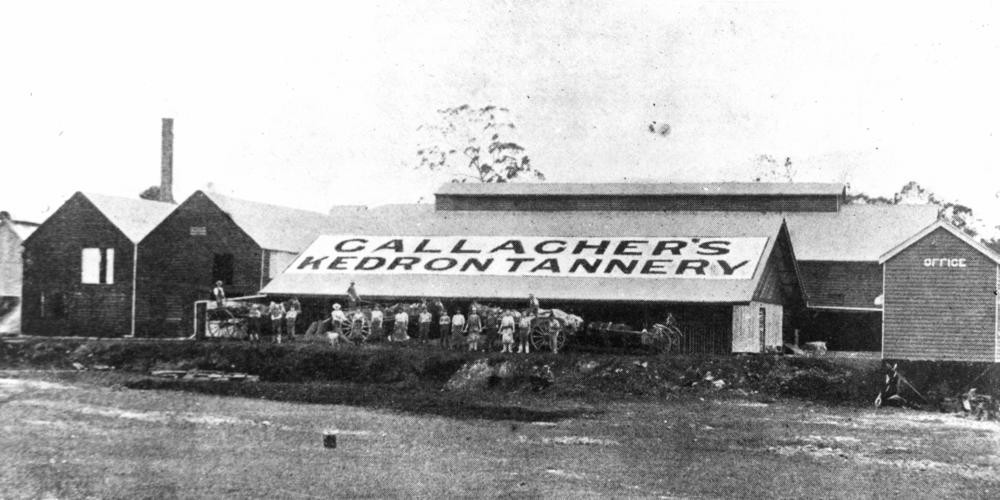 GALLAGHER'S
KEDRON TANNERY
OFFICE